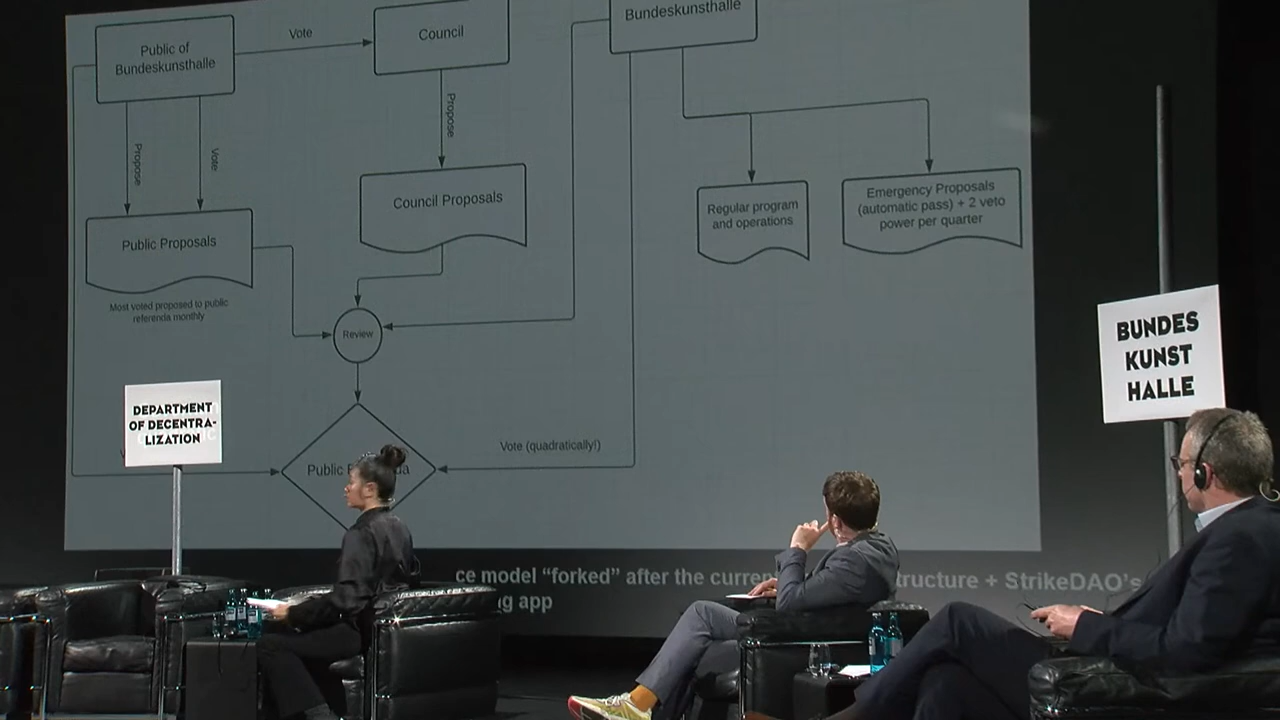 Public of
Bundeskunsthalle
Vote
Council
Bundeskunsthalle
Propose
Vote
Propose
Public Proposals
Council Proposals
Regular program
and operations
Emergency Proposals
(automatic pass) + 2 veto
power per quarter
Most voted proposed to public
referenda monthly
Review
Vote (quadratically!)
Public
DEPARTMENT
OF DECENTRA-
LIZATION
BUNDES
KUNST
HALLE
ce model “forked” after the current + StrikeDAO's
app